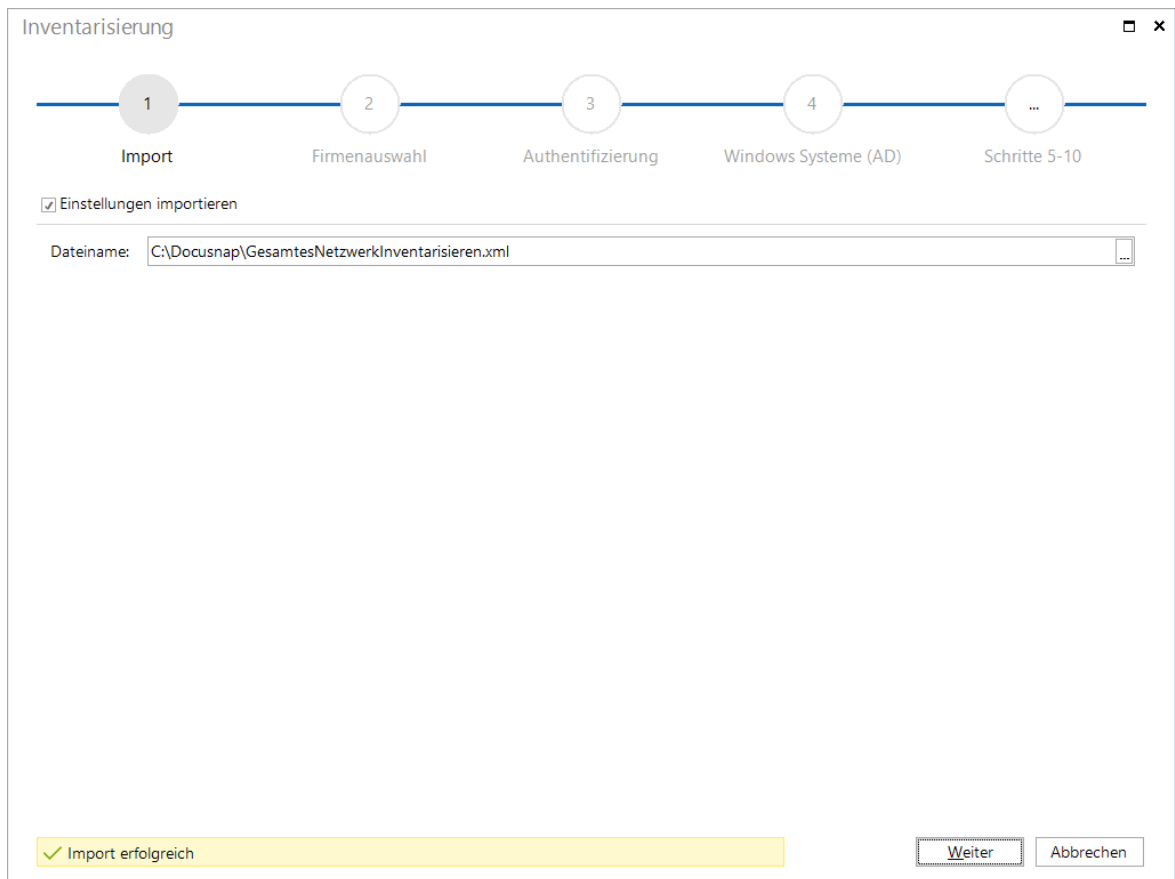 Inventarisierung
1 2 3 4 ...
Import Firmenauswahl Authentifizierung Windows Systeme (AD) Schritte 5-10
Einstellungen importieren
Dateiname: C:\Docusnap\GesamtesNetzwerkInventarisieren.xml ...
Import erfolgreich Weiter Abbrechen